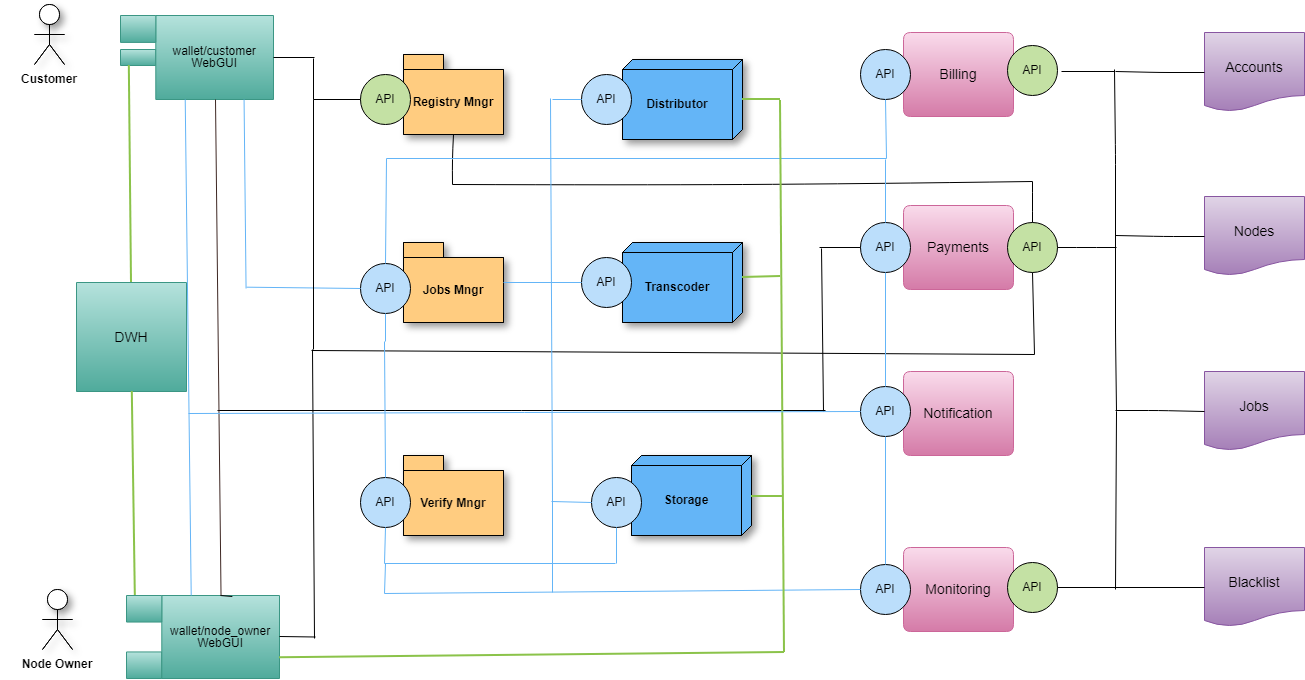 Customer
wallet/customer
WebGUI
API
Registry Mngr
API
Distributor
API
Billing
API
Accounts
API
Payments
API
Nodes
API
Jobs Mngr
API
Transcoder
DWH
API
Notification
Jobs
API
Verify Mngr
API
Storage
API
Monitoring
API
Blacklist
Node Owner
wallet/node_owner
WebGUI